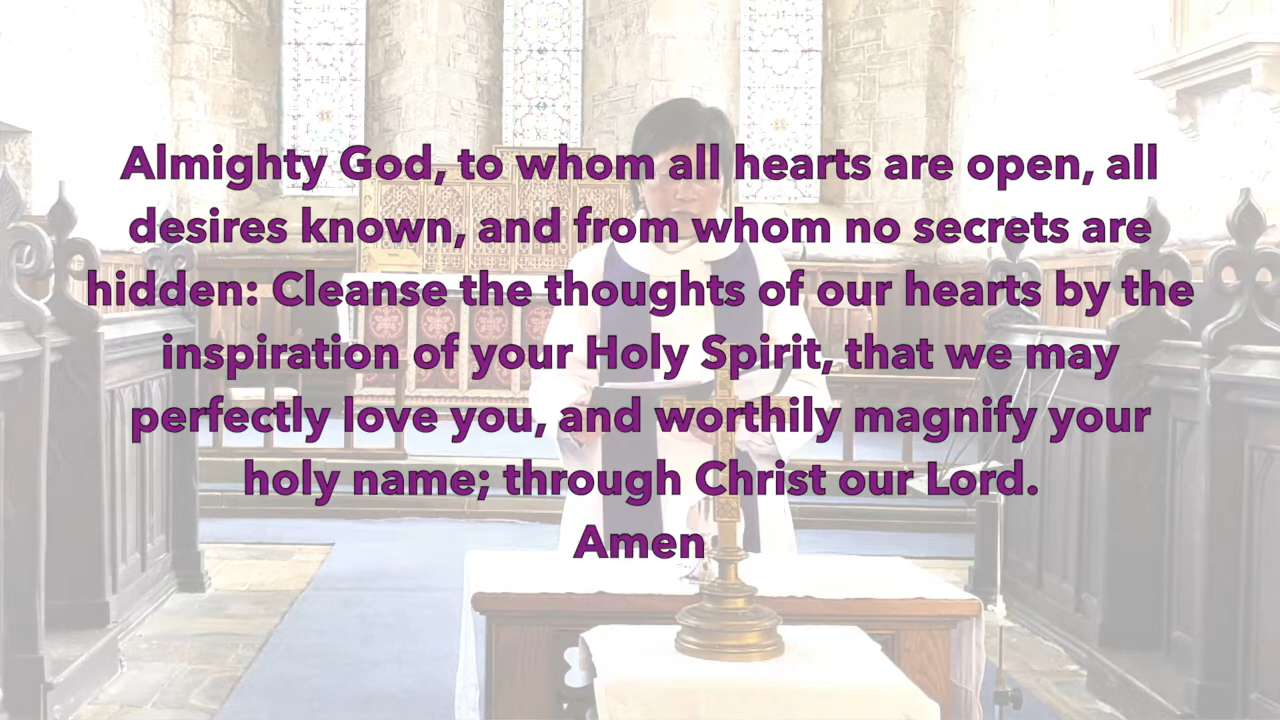 Almighty God, to whom all hearts are open, all
desires known, and from whom no secrets are
hidden: Cleanse the thoughts of our hearts by the
inspiration of your Holy Spirit, that we may
perfectly love you, and worthily magnify your
holy name; through Christ our Lord.
Amen